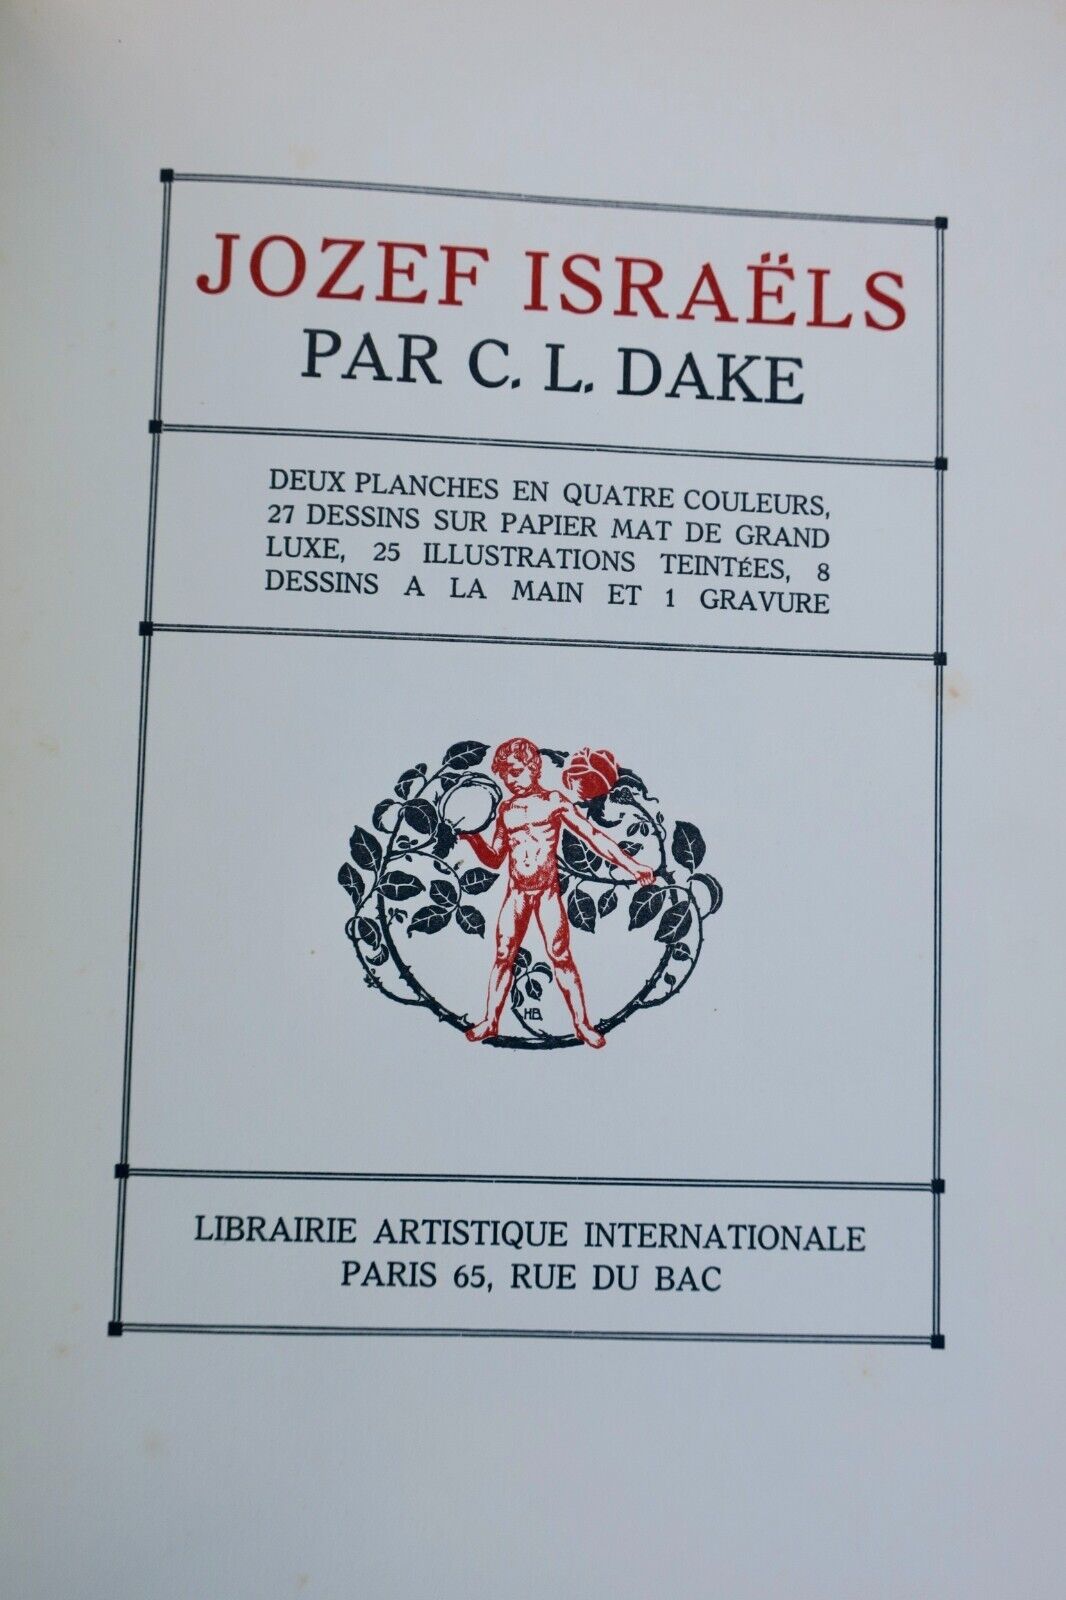 JOZEF ISRAËLS
PAR C. L. DAKE
DEUX PLANCHES EN QUATRE COULEURS,
27 DESSINS SUR PAPIER MAT DE GRAND
LUXE, 25 ILLUSTRATIONS TEINTéES, 8
DESSINS A LA MAIN ET 1 GRAVURE
HB
LIBRAIRIE ARTISTIQUE INTERNATIONALE
PARIS 65, RUE DU BAC